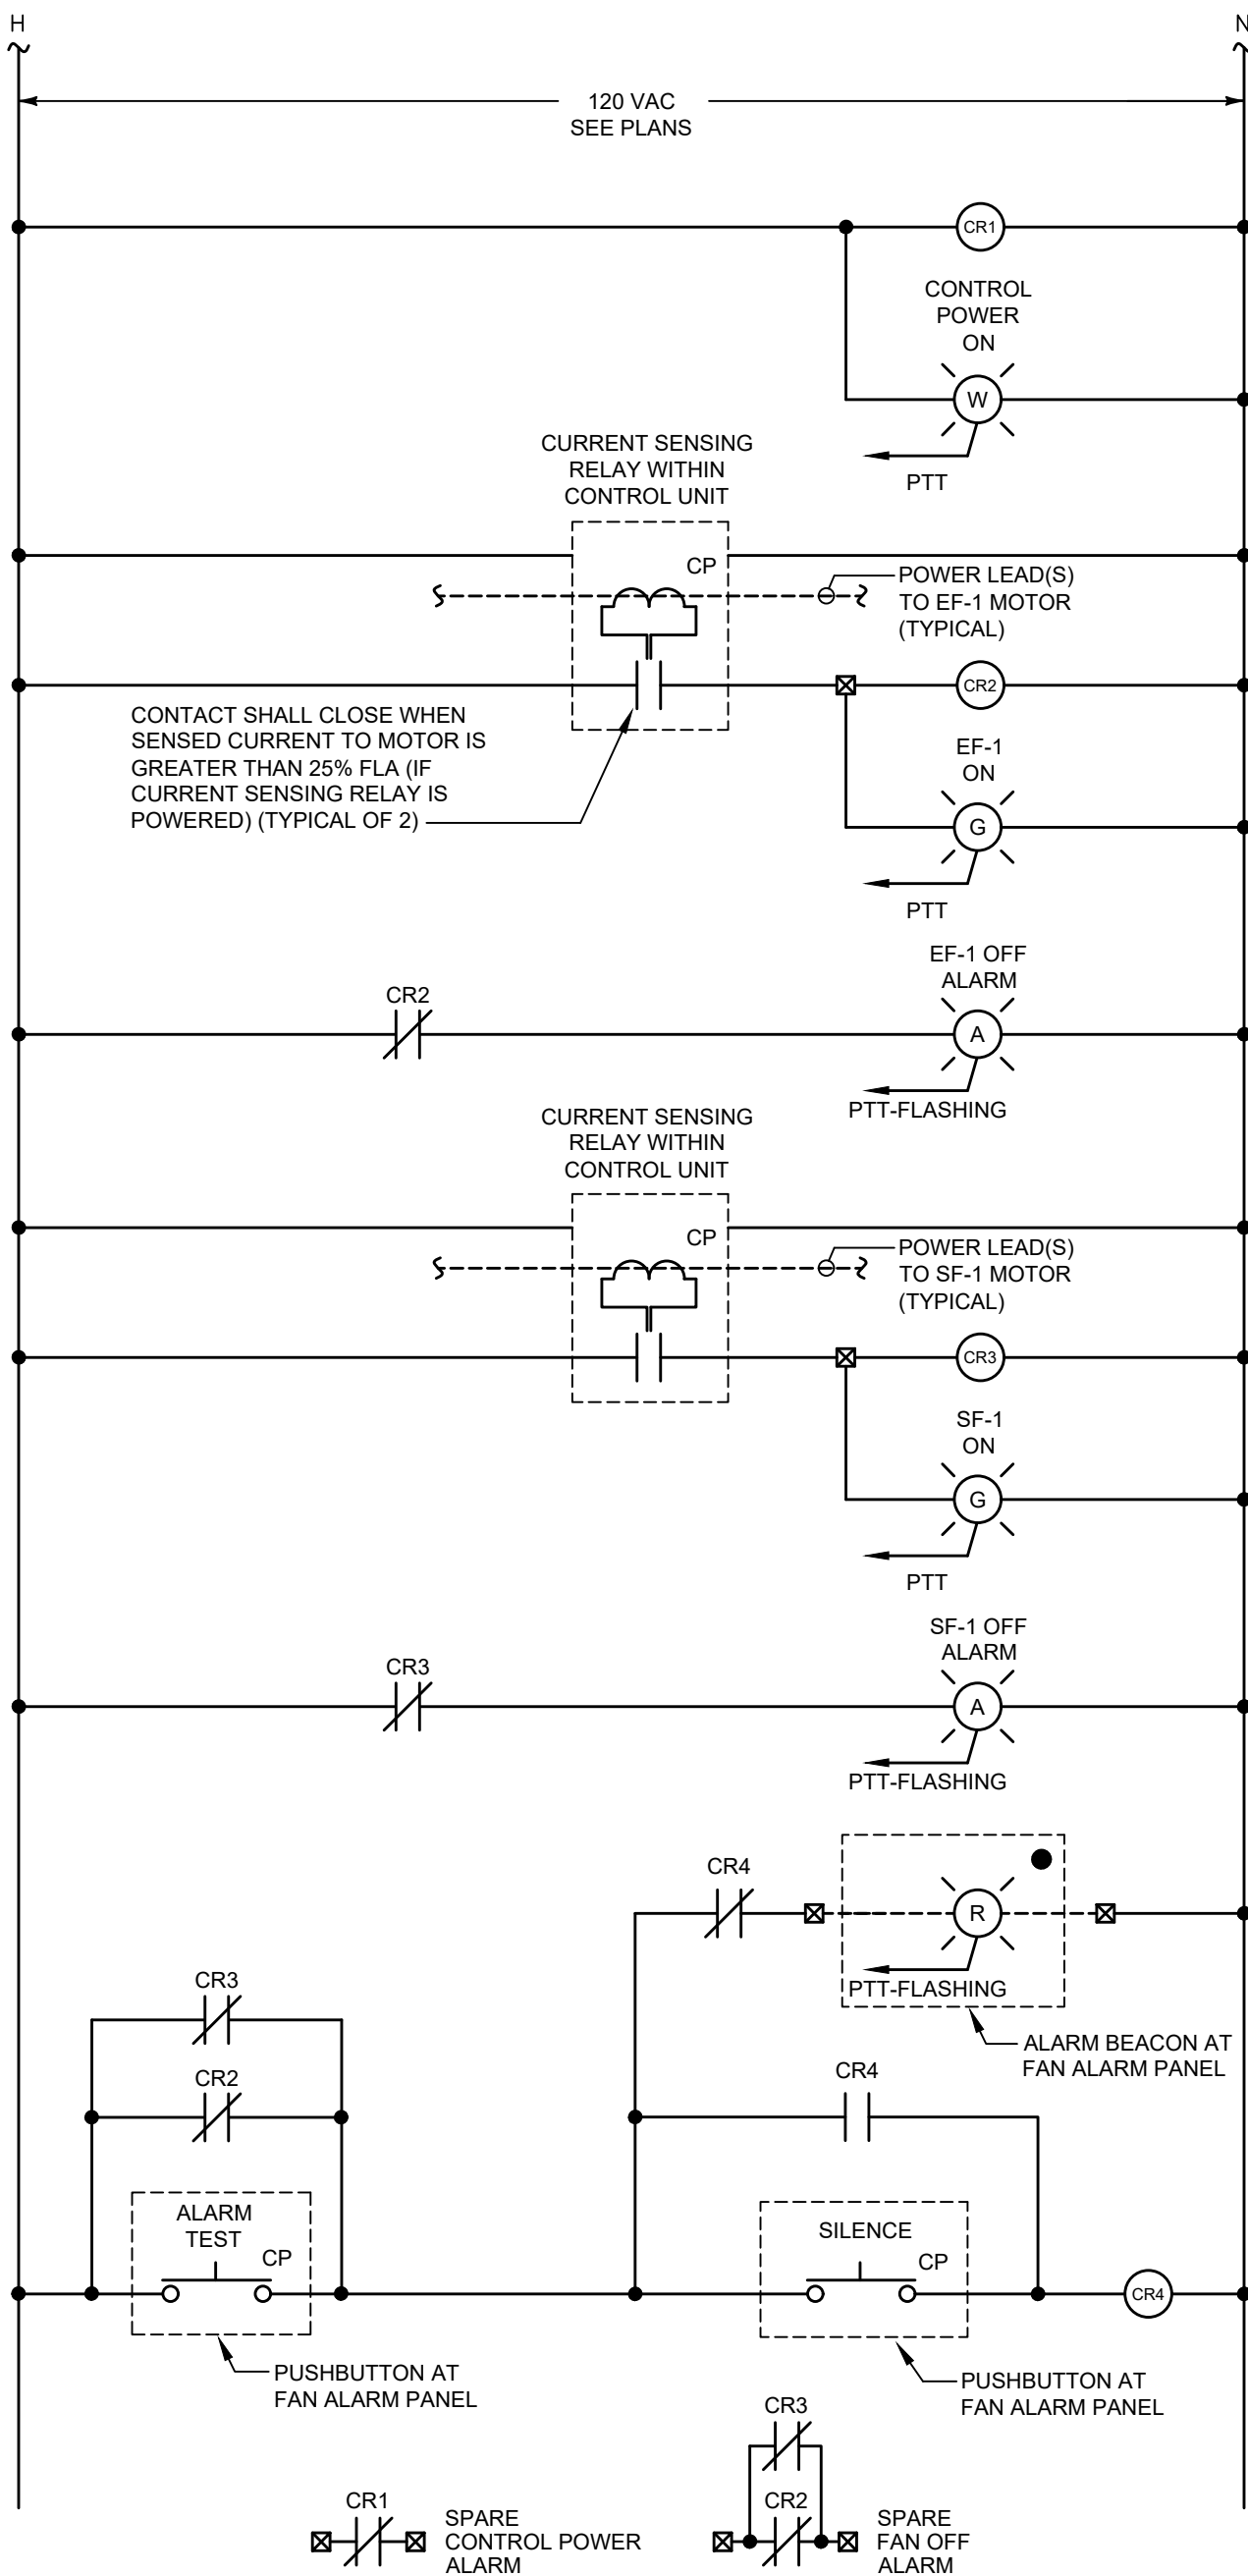 H
N
120 VAC
SEE PLANS
CR1
CONTROL
POWER
ON
W
PTT
CURRENT SENSING
RELAY WITHIN
CONTROL UNIT
CP
POWER LEAD(S)
TO EF-1 MOTOR
(TYPICAL)
CR2
CONTACT SHALL CLOSE WHEN
SENSED CURRENT TO MOTOR IS
GREATER THAN 25% FLA (IF
CURRENT SENSING RELAY IS
POWERED) (TYPICAL OF 2)
EF-1
ON
G
PTT
EF-1 OFF
ALARM
CR2
A
PTT-FLASHING
CURRENT SENSING
RELAY WITHIN
CONTROL UNIT
CP
POWER LEAD(S)
TO SF-1 MOTOR
(TYPICAL)
CR3
SF-1
ON
G
PTT
SF-1 OFF
ALARM
CR3
A
PTT-FLASHING
CR4
R
PTT-FLASHING
ALARM BEACON AT
FAN ALARM PANEL
CR3
CR2
CR4
ALARM
TEST
CP
SILENCE
CP
CR4
PUSHBUTTON AT
FAN ALARM PANEL
PUSHBUTTON AT
FAN ALARM PANEL
CR1
SPARE
CONTROL POWER
ALARM
CR3
CR2
SPARE
FAN OFF
ALARM